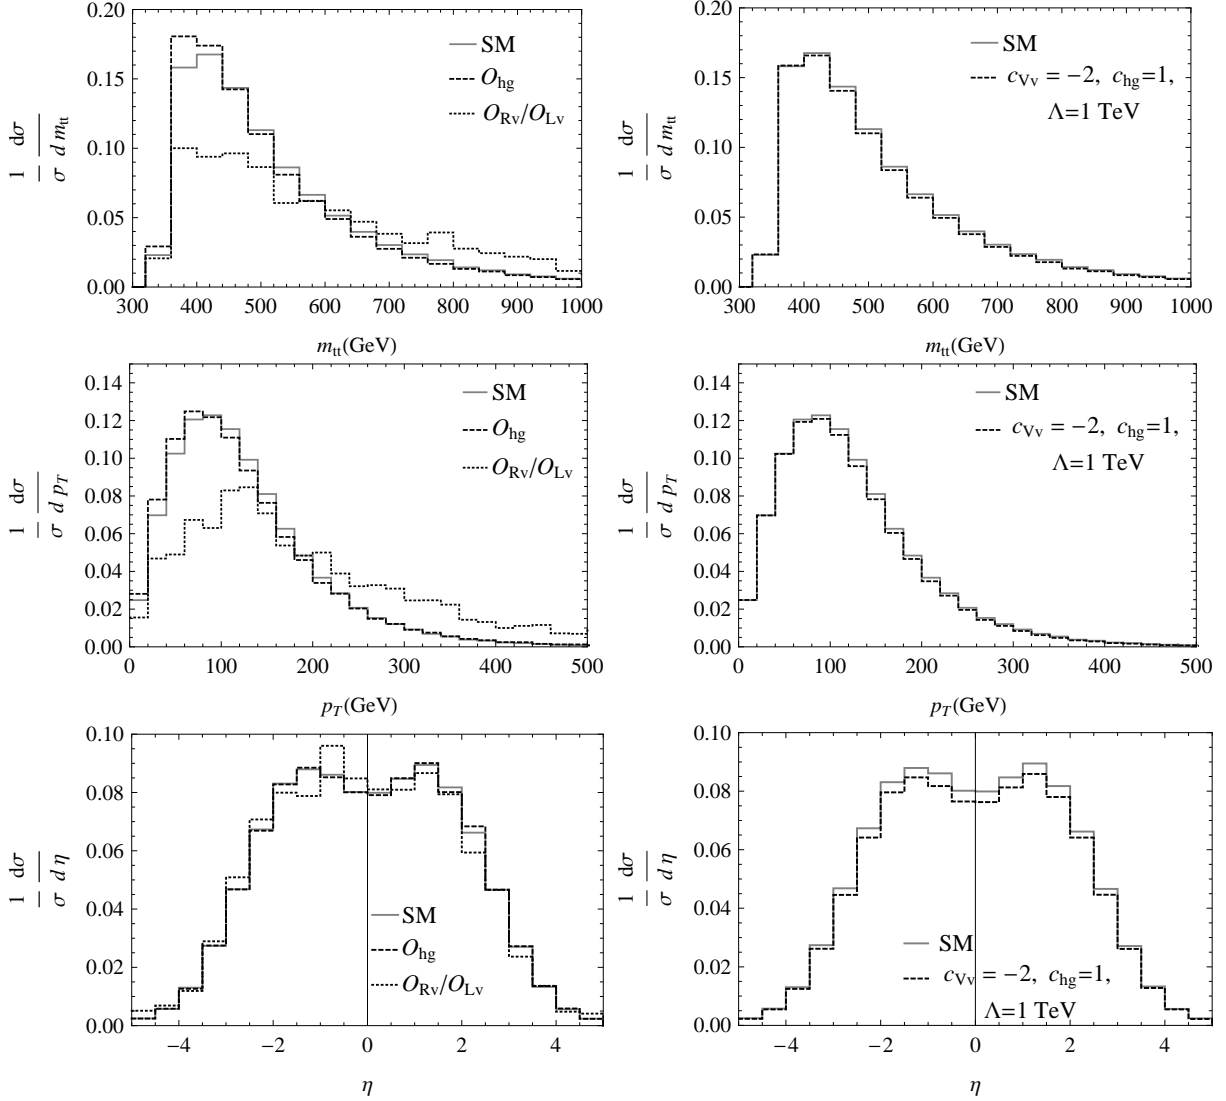 0.20
0.15
0.10
0.05
0.00
300 400 500 600 700 800 900 1000
1/σ dσ/d m_tt
m_tt(GeV)
SM
O_hg
O_Rv/O_Lv
0.20
0.15
0.10
0.05
0.00
300 400 500 600 700 800 900 1000
1/σ dσ/d m_tt
m_tt(GeV)
SM
c_Vv = −2, c_hg=1,
Λ=1 TeV
0.14
0.12
0.10
0.08
0.06
0.04
0.02
0.00
0 100 200 300 400 500
1/σ dσ/d p_T
p_T(GeV)
SM
O_hg
O_Rv/O_Lv
0.14
0.12
0.10
0.08
0.06
0.04
0.02
0.00
0 100 200 300 400 500
1/σ dσ/d p_T
p_T(GeV)
SM
c_Vv = −2, c_hg=1,
Λ=1 TeV
0.10
0.08
0.06
0.04
0.02
0.00
−4 −2 0 2 4
1/σ dσ/d η
η
SM
O_hg
O_Rv/O_Lv
0.10
0.08
0.06
0.04
0.02
0.00
−4 −2 0 2 4
1/σ dσ/d η
η
SM
c_Vv = −2, c_hg=1,
Λ=1 TeV